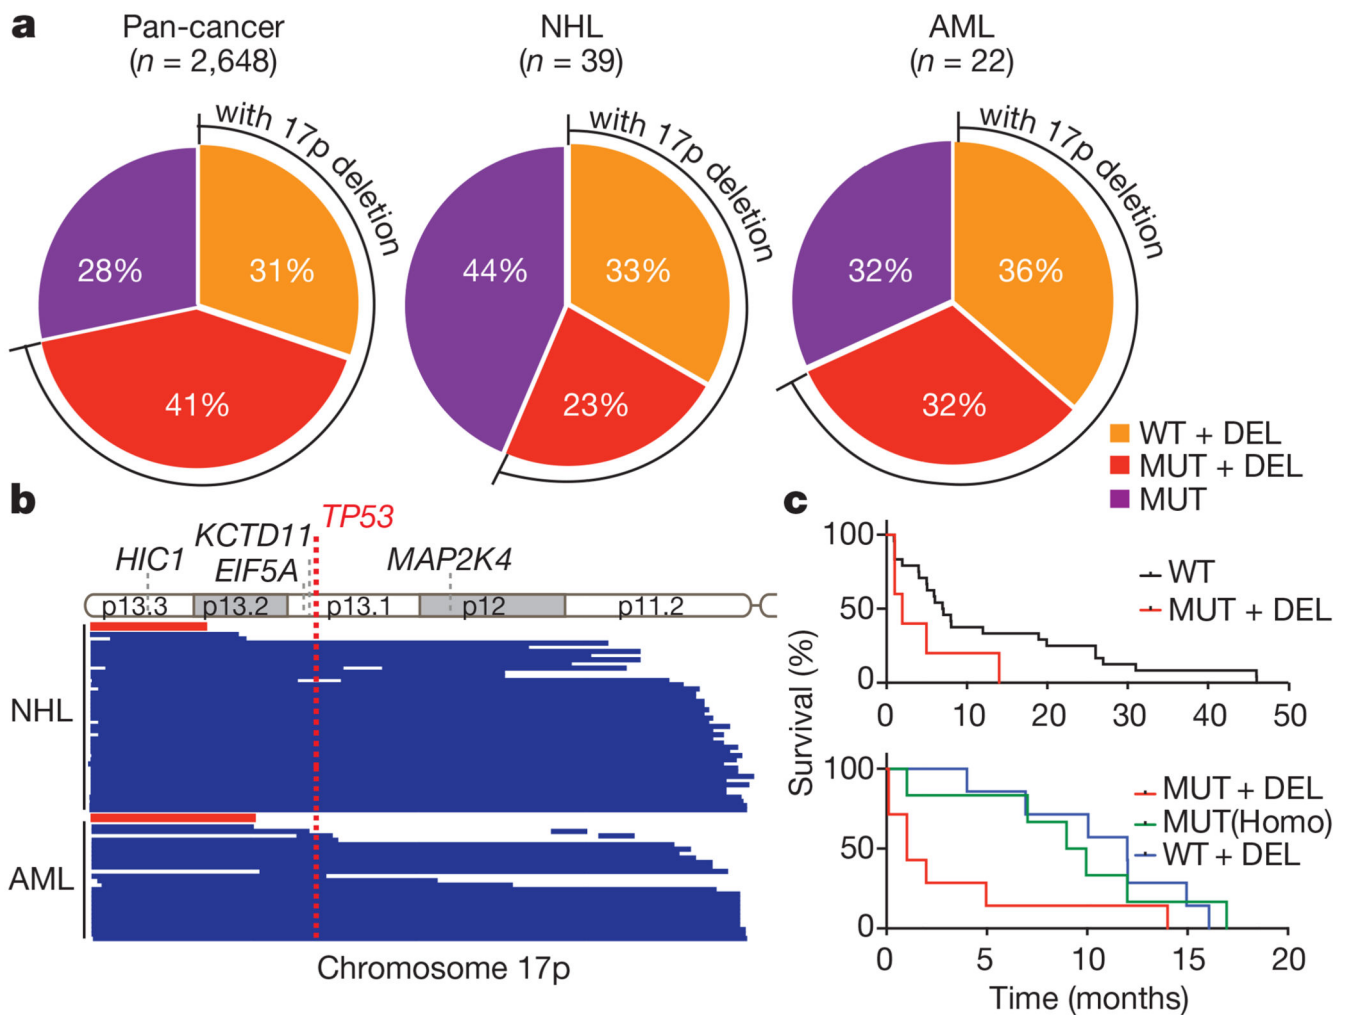 a
Pan-cancer
(n = 2,648)
NHL
(n = 39)
AML
(n = 22)
with 17p deletion
with 17p deletion
with 17p deletion
28%
31%
41%
44%
33%
23%
32%
36%
32%
WT + DEL
MUT + DEL
MUT
b
TP53
KCTD11
HIC1
EIF5A
MAP2K4
p13.3
p13.2
p13.1
p12
p11.2
NHL
AML
Chromosome 17p
c
Survival (%)
100
50
0
0 10 20 30 40 50
WT
MUT + DEL
100
50
0
0 5 10 15 20
MUT + DEL
MUT(Homo)
WT + DEL
Time (months)